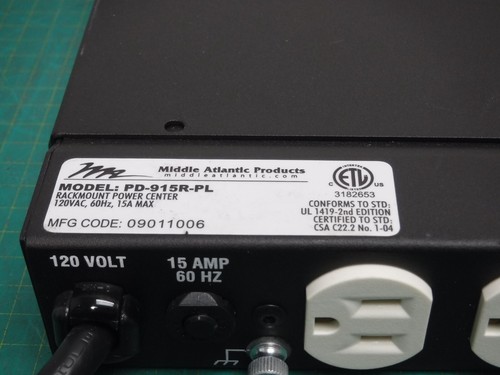 Middle Atlantic Products
middleatlantic.com
MODEL: PD-915R-PL
RACKMOUNT POWER CENTER
120VAC, 60Hz, 15A MAX
MFG CODE: 09011006
C ETL US
3182653
CONFORMS TO STD:
UL 1419-2nd EDITION
CERTIFIED TO STD:
CSA C22.2 No. 1-04
120 VOLT
15 AMP
60 HZ